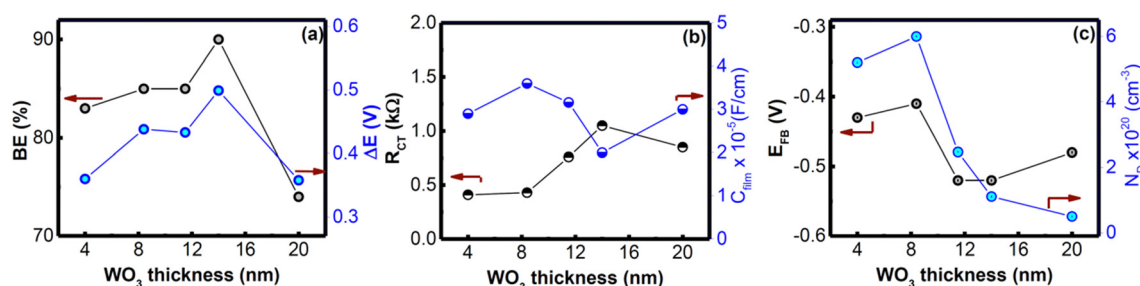 (a)
BE (%)
90
80
70
4 8 12 16 20
WO3 thickness (nm)
0.6
0.5
0.4
0.3
ΔE (V)
(b)
RCT (kΩ)
2.0
1.5
1.0
0.5
0.0
4 8 12 16 20
WO3 thickness (nm)
5
4
3
2
1
0
Cfilm x 10-5(F/cm)
(c)
EFB (V)
-0.3
-0.4
-0.5
-0.6
4 8 12 16 20
WO3 thickness (nm)
6
4
2
0
ND x 1020 (cm-3)